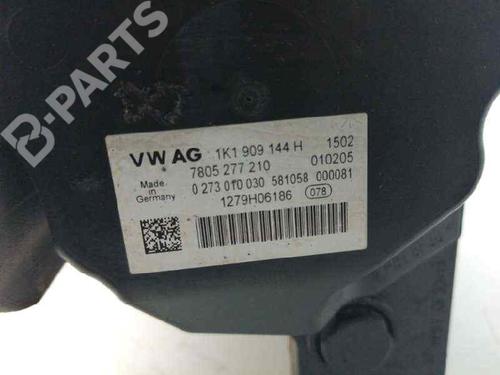 B-PARTS
VW AG 1K1 909 144 H 1502
7805 277 210 010205
Made in Germany 0 273 010 030 581058 000081
1279H06186 078